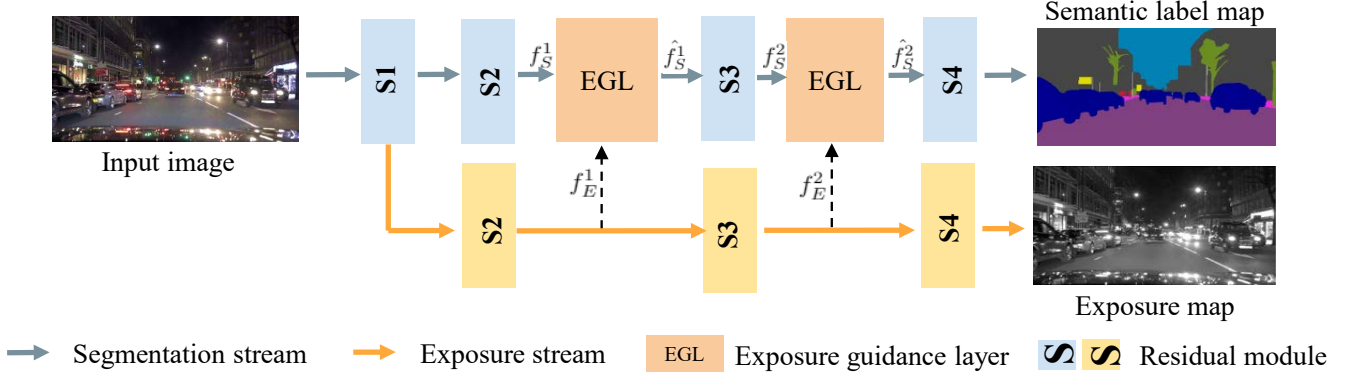 Semantic label map
S1
S2
$f_S^1$
EGL
$\hat{f}_S^1$
S3
$f_S^2$
EGL
$\hat{f}_S^2$
S4
Input image
$f_E^1$
$f_E^2$
S2
S3
S4
Exposure map
Segmentation stream
Exposure stream
EGL
Exposure guidance layer
S
S
Residual module